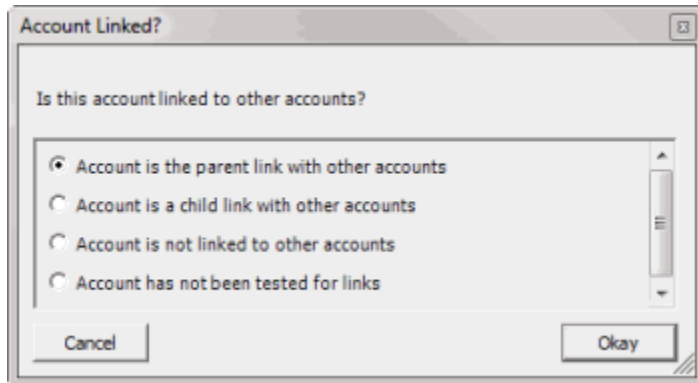 Account Linked?
Is this account linked to other accounts?
Account is the parent link with other accounts
Account is a child link with other accounts
Account is not linked to other accounts
Account has not been tested for links
Cancel
Okay